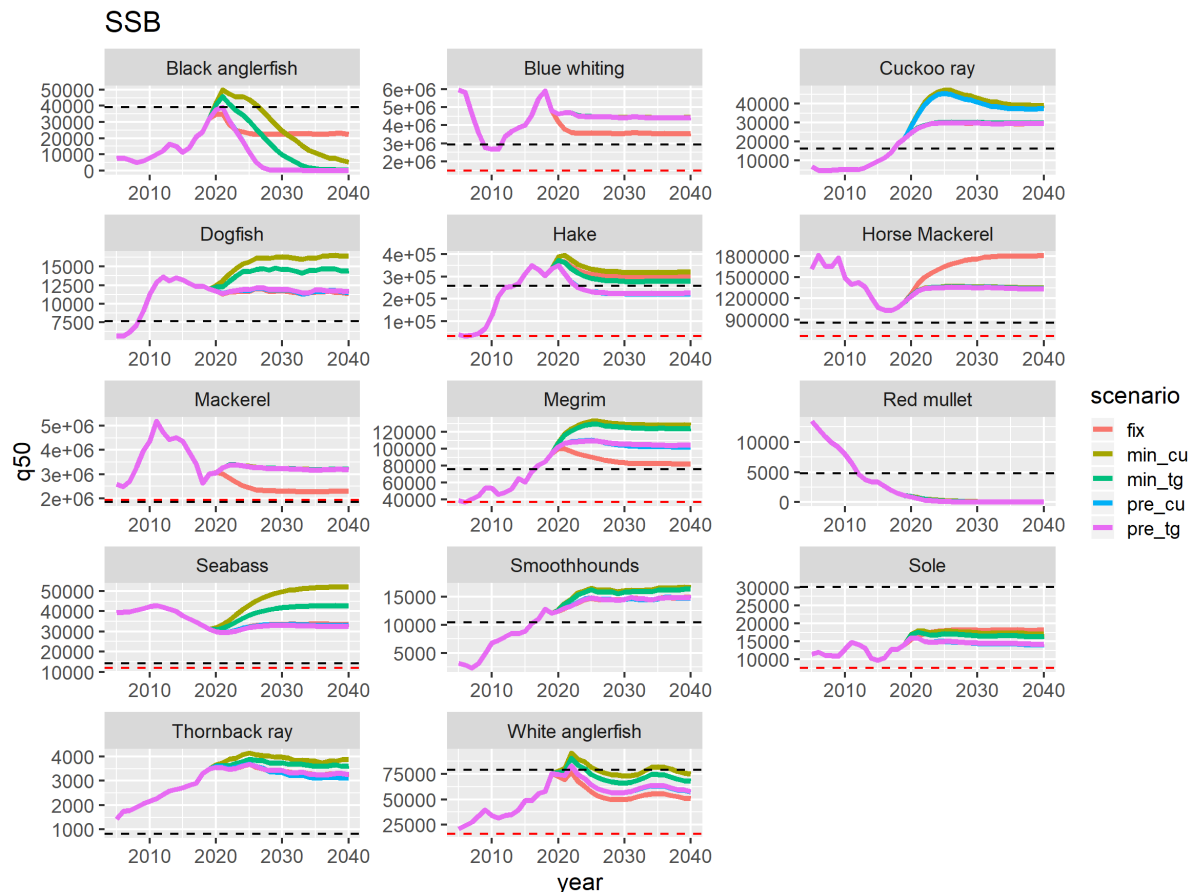 SSB
Black anglerfish
50000
40000
30000
20000
10000
0
2010 2020 2030 2040
Blue whiting
6e+06
5e+06
4e+06
3e+06
2e+06
2010 2020 2030 2040
Cuckoo ray
40000
30000
20000
10000
2010 2020 2030 2040
Dogfish
15000
12500
10000
7500
2010 2020 2030 2040
Hake
4e+05
3e+05
2e+05
1e+05
2010 2020 2030 2040
Horse Mackerel
1800000
1500000
1200000
900000
2010 2020 2030 2040
Mackerel
5e+06
4e+06
3e+06
2e+06
2010 2020 2030 2040
Megrim
120000
100000
80000
60000
40000
2010 2020 2030 2040
Red mullet
10000
5000
0
2010 2020 2030 2040
Seabass
50000
40000
30000
20000
10000
2010 2020 2030 2040
Smoothhounds
15000
10000
5000
2010 2020 2030 2040
Sole
30000
25000
20000
15000
10000
2010 2020 2030 2040
Thornback ray
4000
3000
2000
1000
2010 2020 2030 2040
White anglerfish
75000
50000
25000
2010 2020 2030 2040
q50
year
scenario
fix
min_cu
min_tg
pre_cu
pre_tg